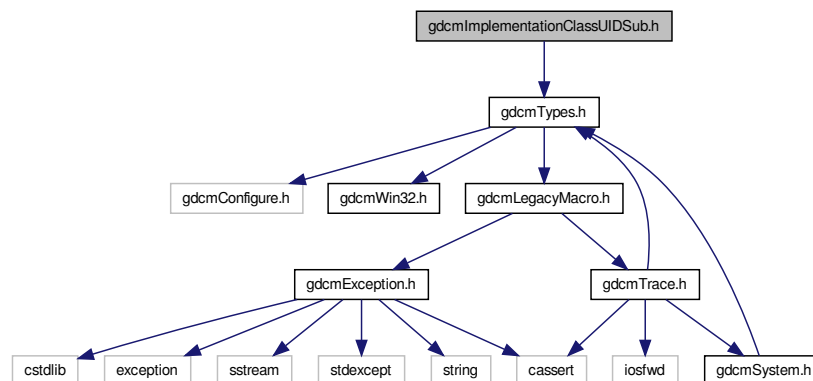 gdcmImplementationClassUIDSub.h
gdcmTypes.h
gdcmConfigure.h
gdcmWin32.h
gdcmLegacyMacro.h
gdcmException.h
gdcmTrace.h
cstdlib
exception
sstream
stdexcept
string
cassert
iosfwd
gdcmSystem.h